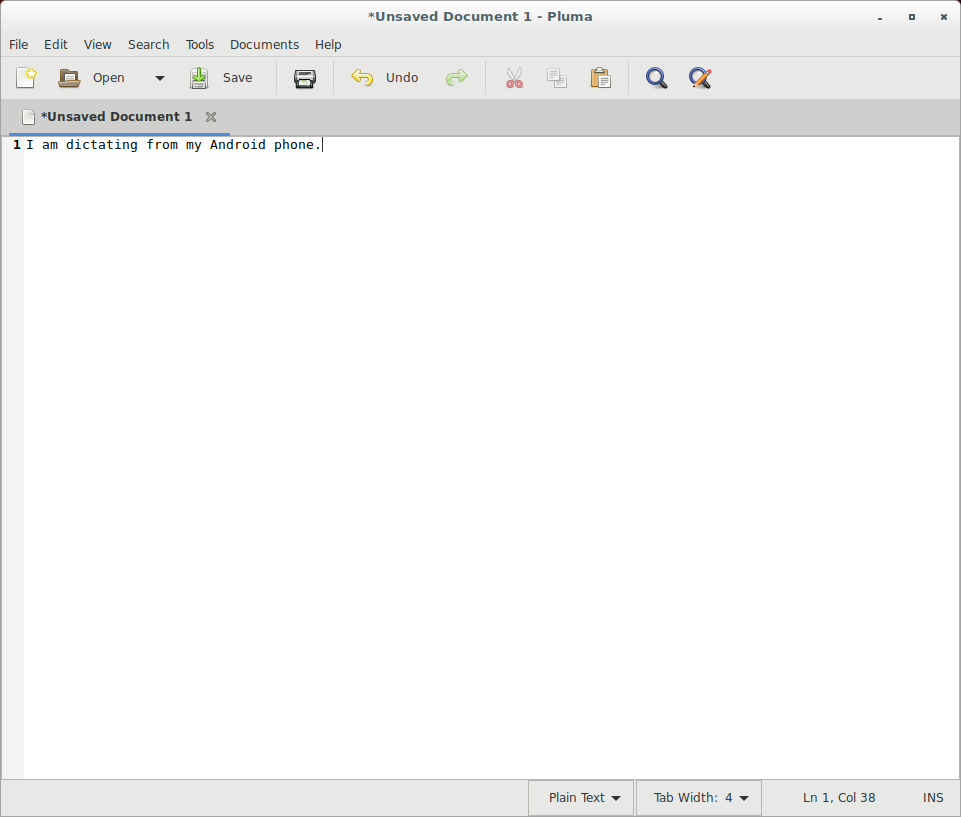 *Unsaved Document 1 - Pluma
File Edit View Search Tools Documents Help
Open Save Undo
*Unsaved Document 1
1 I am dictating from my Android phone.
Plain Text Tab Width: 4 Ln 1, Col 38 INS